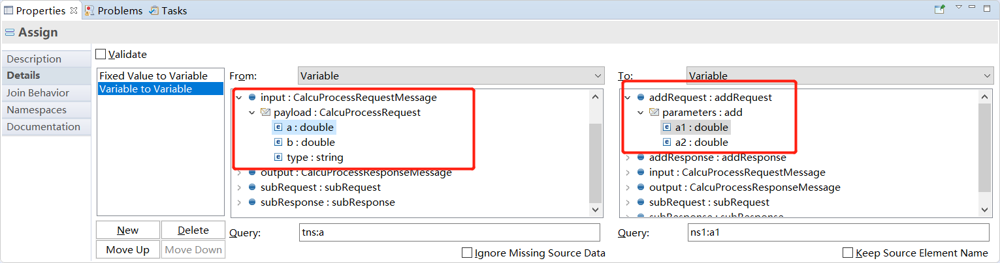 Properties Problems Tasks
Assign
Validate
Description
Details
Join Behavior
Namespaces
Documentation
Fixed Value to Variable
Variable to Variable
New Delete
Move Up Move Down
From: Variable
input : CalcuProcessRequestMessage
payload : CalcuProcessRequest
a : double
b : double
type : string
output : CalcuProcessResponseMessage
subRequest : subRequest
subResponse : subResponse
Query: tns:a
Ignore Missing Source Data
To: Variable
addRequest : addRequest
parameters : add
a1 : double
a2 : double
addResponse : addResponse
input : CalcuProcessRequestMessage
output : CalcuProcessResponseMessage
subRequest : subRequest
subResponse : subResponse
Query: ns1:a1
Keep Source Element Name